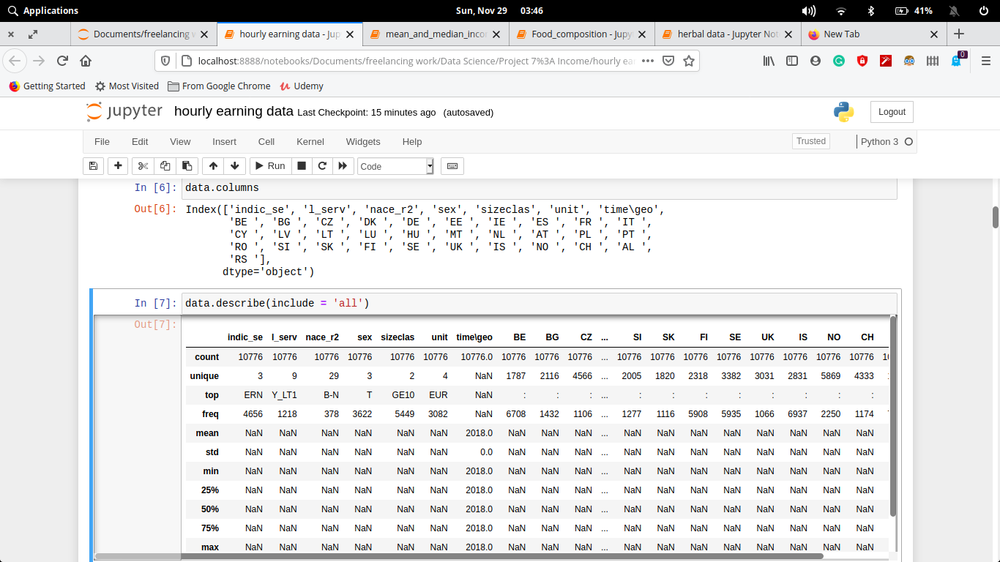 Applications
Sun, Nov 29 03:46
41%
Documents/freelancing
hourly earning data - Jup
mean_and_median_inco
Food_composition - Jupy
herbal data - Jupyter Not
New Tab
localhost:8888/notebooks/Documents/freelancing work/Data Science/Project 7%3A Income/hourly ea
0
Getting Started
Most Visited
From Google Chrome
Udemy
jupyter hourly earning data Last Checkpoint: 15 minutes ago (autosaved)
Logout
File Edit View Insert Cell Kernel Widgets Help
Trusted
Python 3
Run
Code
In [6]: data.columns
Out[6]: Index(['indic_se', 'l_serv', 'nace_r2', 'sex', 'sizeclas', 'unit', 'time\geo',
'BE ', 'BG ', 'CZ ', 'DK ', 'DE ', 'EE ', 'IE ', 'ES ', 'FR ', 'IT ',
'CY ', 'LV ', 'LT ', 'LU ', 'HU ', 'MT ', 'NL ', 'AT ', 'PL ', 'PT ',
'RO ', 'SI ', 'SK ', 'FI ', 'SE ', 'UK ', 'IS ', 'NO ', 'CH ', 'AL ',
'RS '],
dtype='object')
In [7]: data.describe(include = 'all')
Out[7]:
indic_se l_serv nace_r2 sex sizeclas unit time\geo BE BG CZ ... SI SK FI SE UK IS NO CH
count 10776 10776 10776 10776 10776 10776 10776.0 10776 10776 10776 ... 10776 10776 10776 10776 10776 10776 10776 10776
unique 3 9 29 3 2 4 NaN 1787 2116 4566 ... 2005 1820 2318 3382 3031 2831 5869 4333
top ERN Y_LT1 B-N T GE10 EUR NaN : : : ... : : : : : : : :
freq 4656 1218 378 3622 5449 3082 NaN 6708 1432 1106 ... 1277 1116 5908 5935 1066 6937 2250 1174
mean NaN NaN NaN NaN NaN NaN 2018.0 NaN NaN NaN ... NaN NaN NaN NaN NaN NaN NaN NaN
std NaN NaN NaN NaN NaN NaN 0.0 NaN NaN NaN ... NaN NaN NaN NaN NaN NaN NaN NaN
min NaN NaN NaN NaN NaN NaN 2018.0 NaN NaN NaN ... NaN NaN NaN NaN NaN NaN NaN NaN
25% NaN NaN NaN NaN NaN NaN 2018.0 NaN NaN NaN ... NaN NaN NaN NaN NaN NaN NaN NaN
50% NaN NaN NaN NaN NaN NaN 2018.0 NaN NaN NaN ... NaN NaN NaN NaN NaN NaN NaN NaN
75% NaN NaN NaN NaN NaN NaN 2018.0 NaN NaN NaN ... NaN NaN NaN NaN NaN NaN NaN NaN
max NaN NaN NaN NaN NaN NaN 2018.0 NaN NaN NaN ... NaN NaN NaN NaN NaN NaN NaN NaN